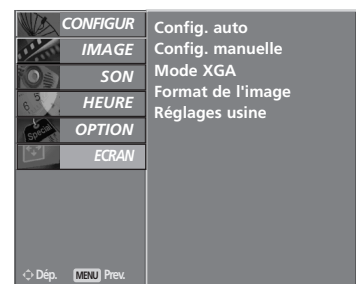 CONFIGUR
IMAGE
SON
HEURE
OPTION
ECRAN
Config. auto
Config. manuelle
Mode XGA
Format de l'image
Réglages usine
Dép. MENU Prev.